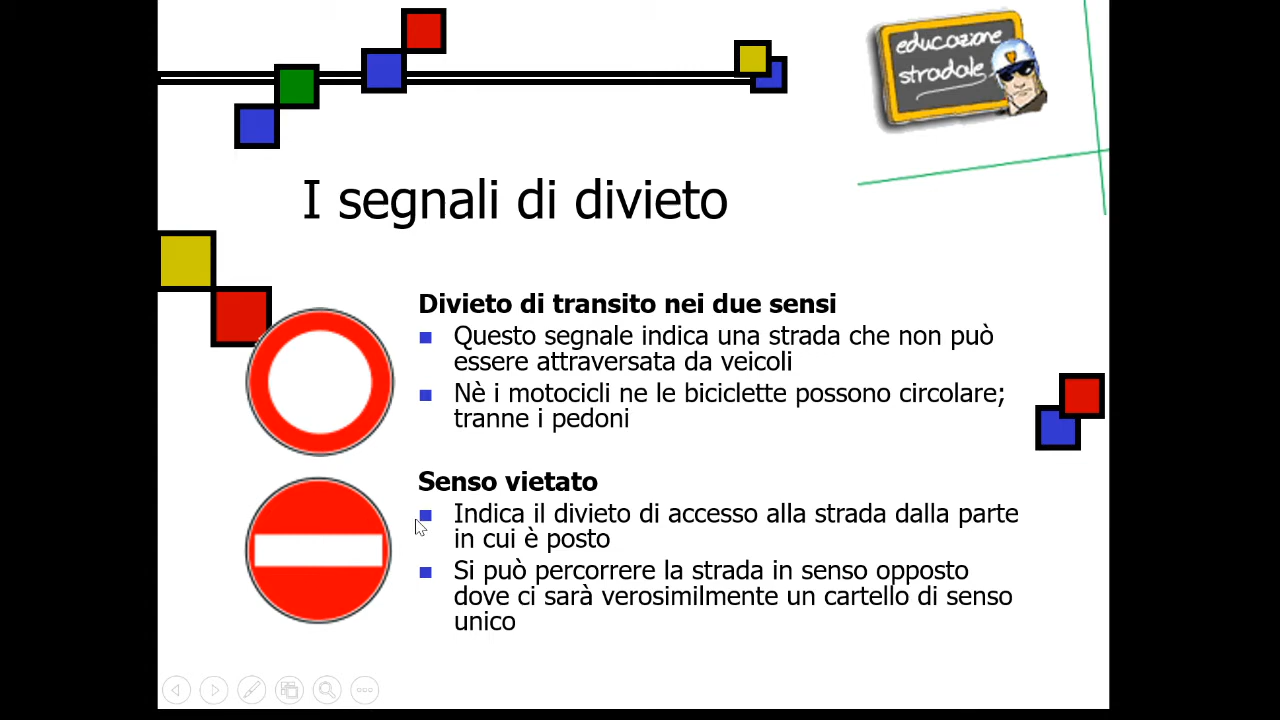 educazione
stradale
I segnali di divieto
Divieto di transito nei due sensi
Questo segnale indica una strada che non può
essere attraversata da veicoli
Nè i motocicli ne le biciclette possono circolare;
tranne i pedoni
Senso vietato
Indica il divieto di accesso alla strada dalla parte
in cui è posto
Si può percorrere la strada in senso opposto
dove ci sarà verosimilmente un cartello di senso
unico